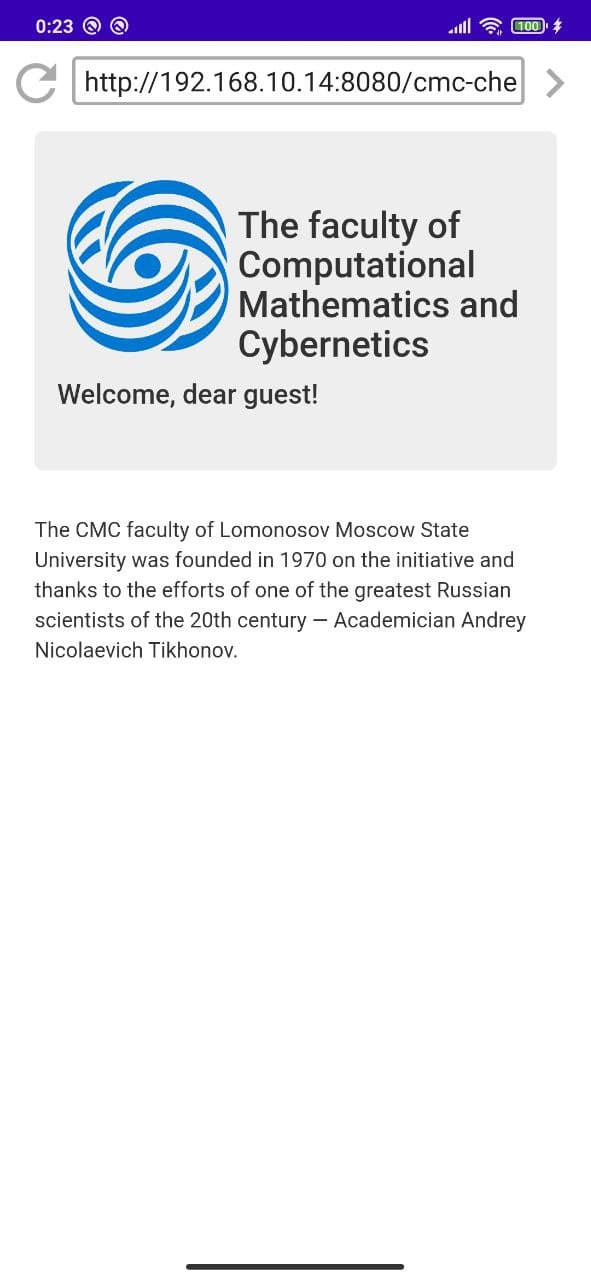 0:23
100
http://192.168.10.14:8080/cmc-che
The faculty of
Computational
Mathematics and
Cybernetics
Welcome, dear guest!
The CMC faculty of Lomonosov Moscow State
University was founded in 1970 on the initiative and
thanks to the efforts of one of the greatest Russian
scientists of the 20th century — Academician Andrey
Nicolaevich Tikhonov.